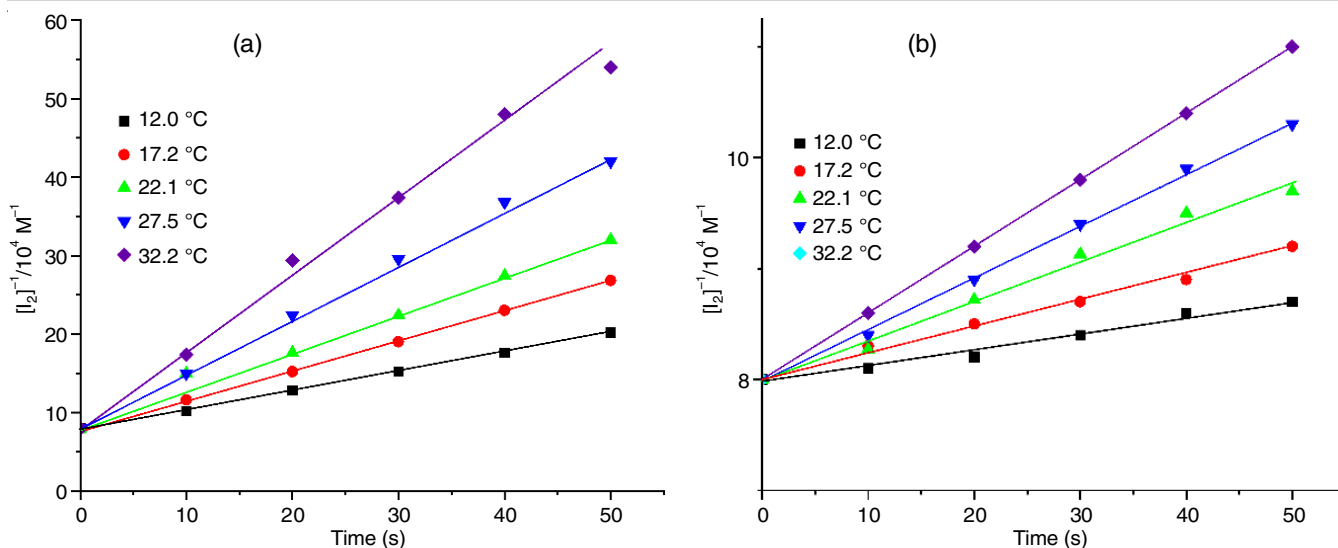 (a)
60
50
40
30
20
10
0
[I₂]⁻¹/10⁴ M⁻¹
12.0 °C
17.2 °C
22.1 °C
27.5 °C
32.2 °C
0 10 20 30 40 50
Time (s)
(b)
10
8
[I₂]⁻¹/10⁴ M⁻¹
12.0 °C
17.2 °C
22.1 °C
27.5 °C
32.2 °C
0 10 20 30 40 50
Time (s)